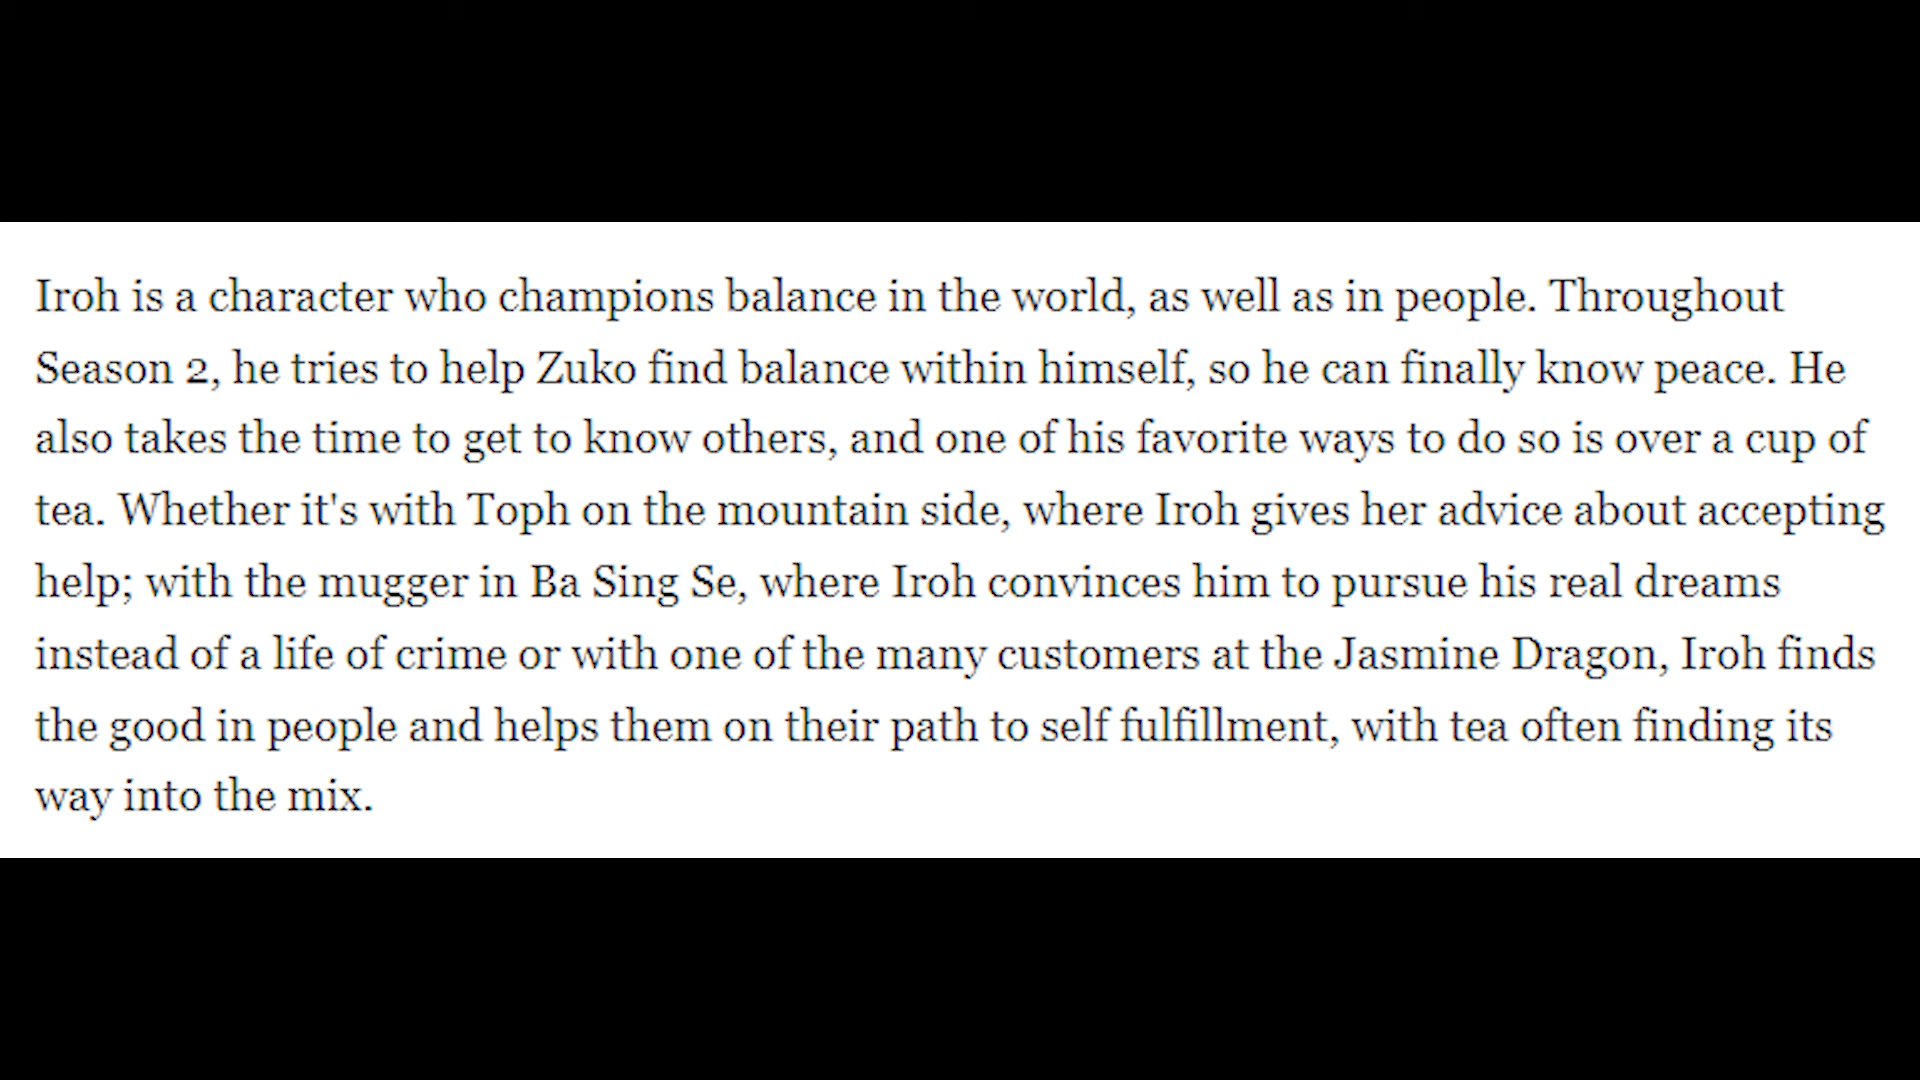 Iroh is a character who champions balance in the world, as well as in people. Throughout
Season 2, he tries to help Zuko find balance within himself, so he can finally know peace. He
also takes the time to get to know others, and one of his favorite ways to do so is over a cup of
tea. Whether it's with Toph on the mountain side, where Iroh gives her advice about accepting
help; with the mugger in Ba Sing Se, where Iroh convinces him to pursue his real dreams
instead of a life of crime or with one of the many customers at the Jasmine Dragon, Iroh finds
the good in people and helps them on their path to self fulfillment, with tea often finding its
way into the mix.